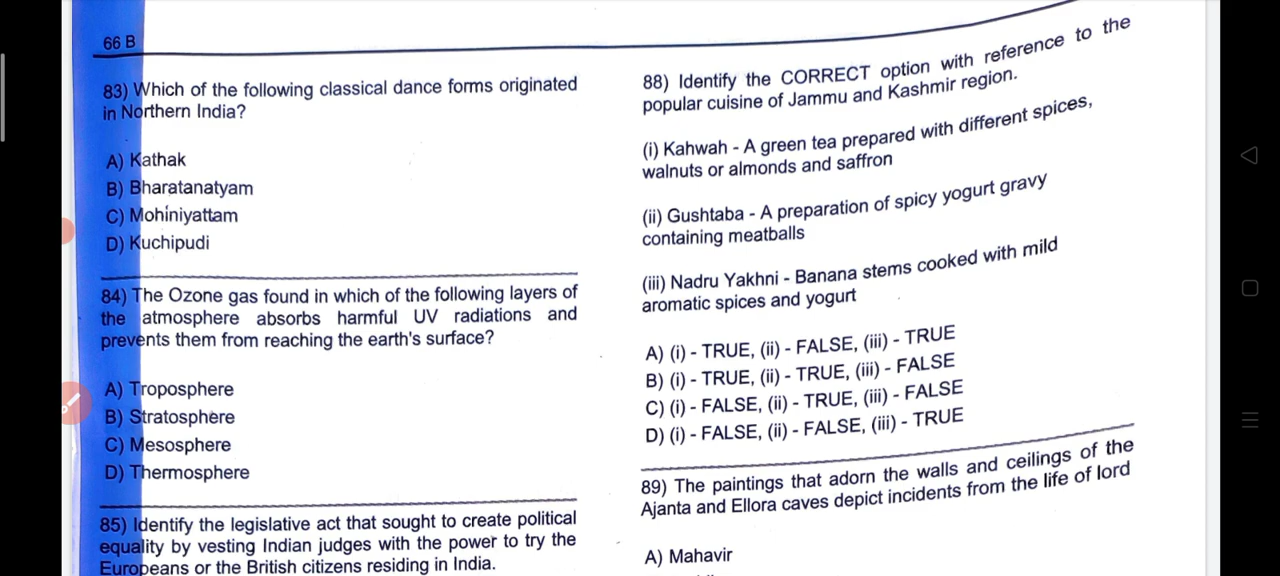 66 B
83) Which of the following classical dance forms originated
in Northern India?
A) Kathak
B) Bharatanatyam
C) Mohiniyattam
D) Kuchipudi
84) The Ozone gas found in which of the following layers of
the atmosphere absorbs harmful UV radiations and
prevents them from reaching the earth's surface?
A) Troposphere
B) Stratosphere
C) Mesosphere
D) Thermosphere
85) Identify the legislative act that sought to create political
equality by vesting Indian judges with the power to try the
Europeans or the British citizens residing in India.
88) Identify the CORRECT option with reference to the
popular cuisine of Jammu and Kashmir region.
(i) Kahwah - A green tea prepared with different spices,
walnuts or almonds and saffron
(ii) Gushtaba - A preparation of spicy yogurt gravy
containing meatballs
(iii) Nadru Yakhni - Banana stems cooked with mild
aromatic spices and yogurt
A) (i) - TRUE, (ii) - FALSE, (iii) - TRUE
B) (i) - TRUE, (ii) - TRUE, (iii) - FALSE
C) (i) - FALSE, (ii) - TRUE, (iii) - FALSE
D) (i) - FALSE, (ii) - FALSE, (iii) - TRUE
89) The paintings that adorn the walls and ceilings of the
Ajanta and Ellora caves depict incidents from the life of lord
A) Mahavir